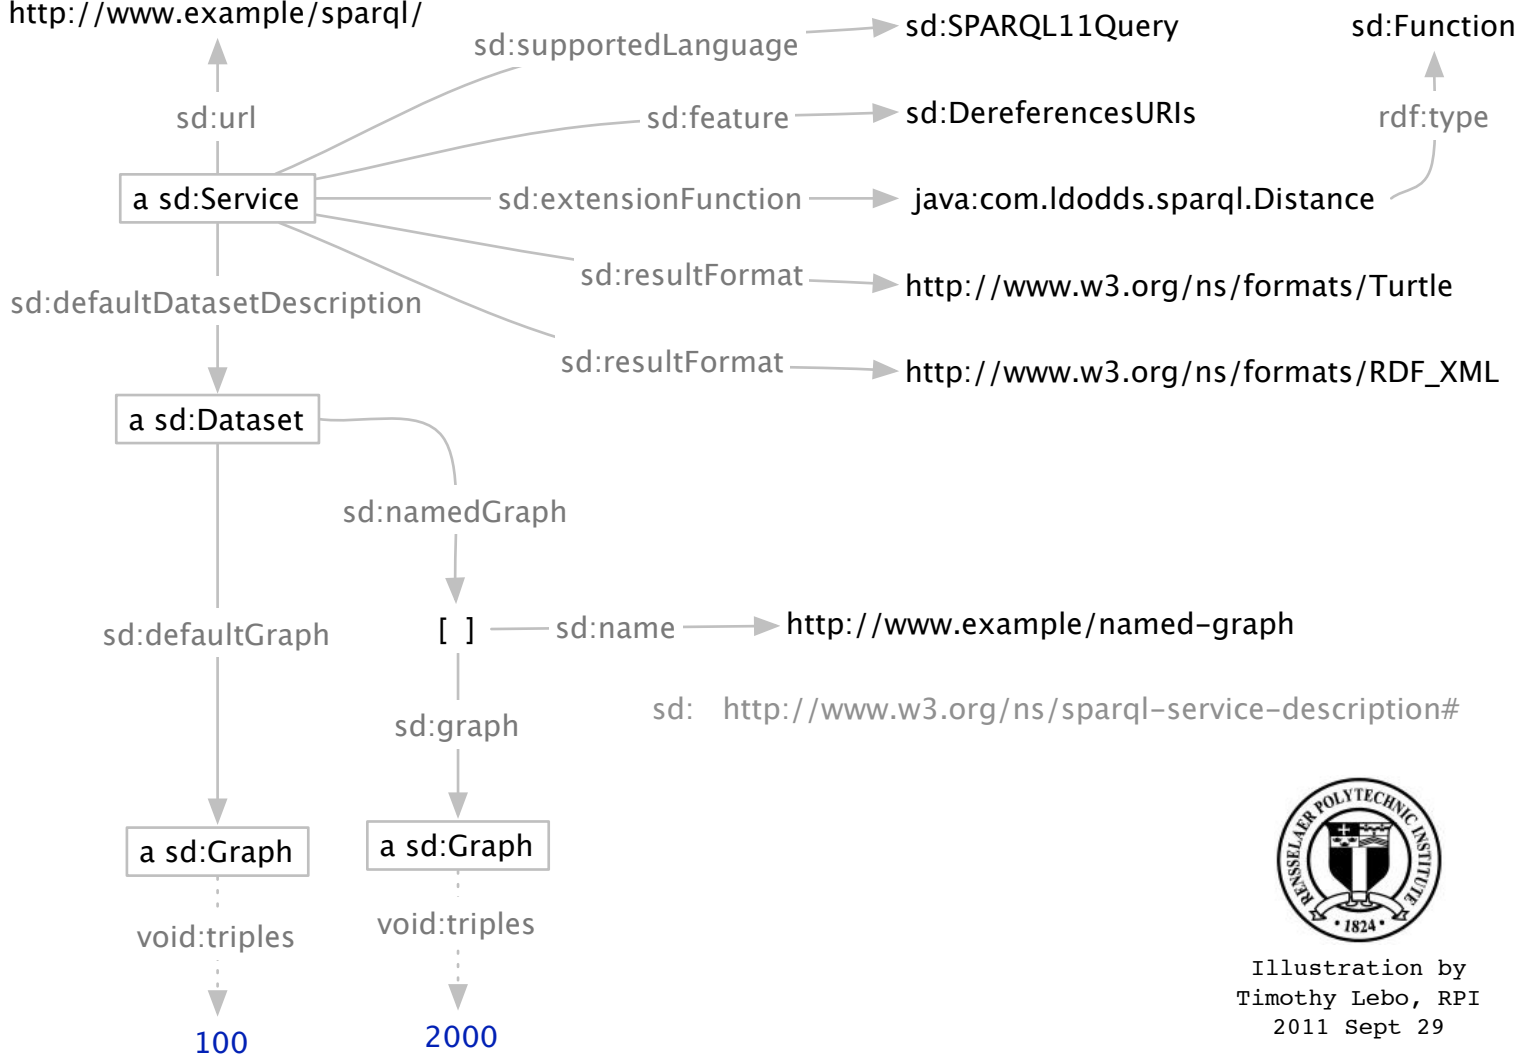 http://www.example/sparql/
sd:supportedLanguage
sd:SPARQL11Query
sd:Function
sd:url
sd:feature
sd:DereferencesURIs
rdf:type
a sd:Service
sd:extensionFunction
java:com.ldodds.sparql.Distance
sd:resultFormat
http://www.w3.org/ns/formats/Turtle
sd:defaultDatasetDescription
sd:resultFormat
http://www.w3.org/ns/formats/RDF_XML
a sd:Dataset
sd:namedGraph
sd:defaultGraph
[ ]
sd:name
http://www.example/named-graph
sd: http://www.w3.org/ns/sparql-service-description#
sd:graph
a sd:Graph
a sd:Graph
void:triples
void:triples
100
2000
RENSSELAER POLYTECHNIC INSTITUTE
• 1824 •
Illustration by
Timothy Lebo, RPI
2011 Sept 29